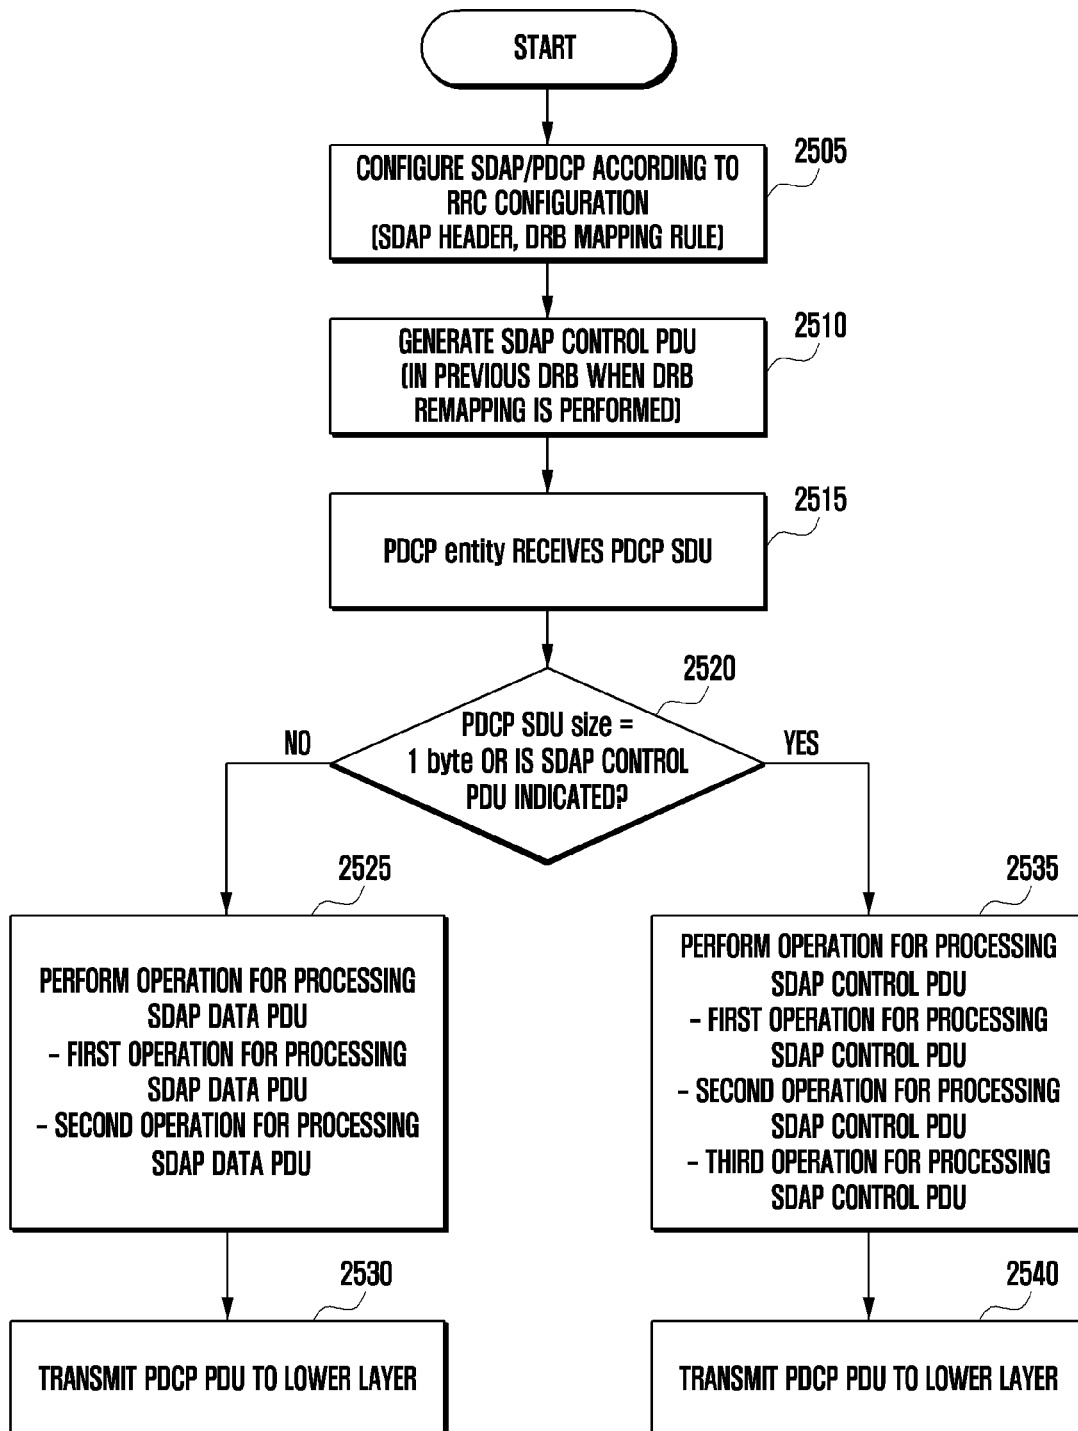 START
2505
CONFIGURE SDAP/PDCP ACCORDING TO
RRC CONFIGURATION
(SDAP HEADER, DRB MAPPING RULE)
2510
GENERATE SDAP CONTROL PDU
(IN PREVIOUS DRB WHEN DRB
REMAPPING IS PERFORMED)
2515
PDCP entity RECEIVES PDCP SDU
2520
PDCP SDU size =
1 byte OR IS SDAP CONTROL
PDU INDICATED?
NO
YES
2525
PERFORM OPERATION FOR PROCESSING
SDAP DATA PDU
- FIRST OPERATION FOR PROCESSING
SDAP DATA PDU
- SECOND OPERATION FOR PROCESSING
SDAP DATA PDU
2535
PERFORM OPERATION FOR PROCESSING
SDAP CONTROL PDU
- FIRST OPERATION FOR PROCESSING
SDAP CONTROL PDU
- SECOND OPERATION FOR PROCESSING
SDAP CONTROL PDU
- THIRD OPERATION FOR PROCESSING
SDAP CONTROL PDU
2530
TRANSMIT PDCP PDU TO LOWER LAYER
2540
TRANSMIT PDCP PDU TO LOWER LAYER